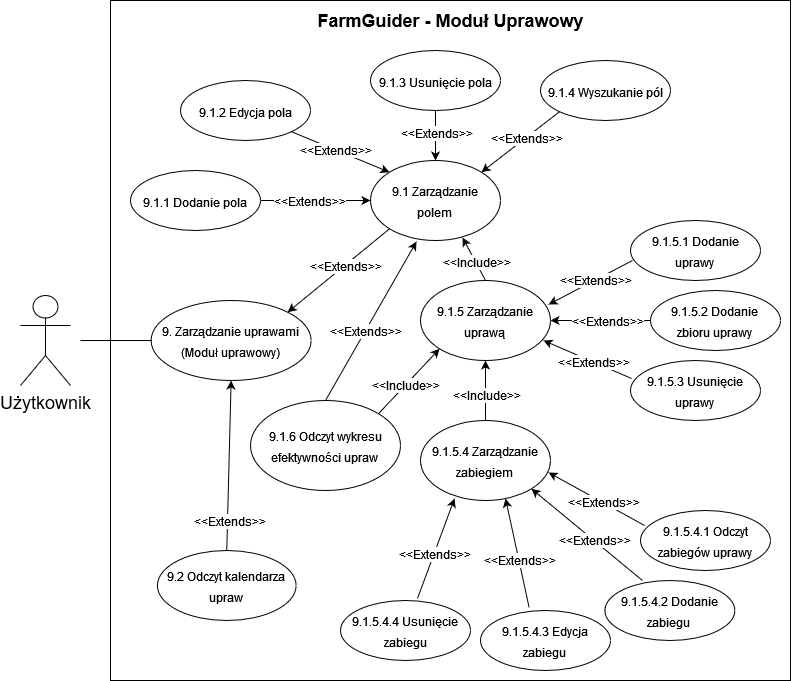 FarmGuider - Moduł Uprawowy
9.1.3 Usunięcie pola
9.1.4 Wyszukanie pól
9.1.2 Edycja pola
<<Extends>>
<<Extends>>
<<Extends>>
9.1.1 Dodanie pola
<<Extends>>
9.1 Zarządzanie
polem
<<Extends>>
<<Include>>
9.1.5.1 Dodanie
uprawy
<<Extends>>
9.1.5 Zarządzanie
uprawą
9.1.5.2 Dodanie
zbioru uprawy
<<Extends>>
9. Zarządzanie uprawami
(Moduł uprawowy)
<<Extends>>
<<Extends>>
9.1.5.3 Usunięcie
uprawy
Użytkownik
<<Include>>
<<Include>>
9.1.6 Odczyt wykresu
efektywności upraw
9.1.5.4 Zarządzanie
zabiegiem
<<Extends>>
<<Extends>>
9.1.5.4.1 Odczyt
zabiegów uprawy
<<Extends>>
<<Extends>>
<<Extends>>
9.2 Odczyt kalendarza
upraw
9.1.5.4.2 Dodanie
zabiegu
9.1.5.4.4 Usunięcie
zabiegu
9.1.5.4.3 Edycja
zabiegu